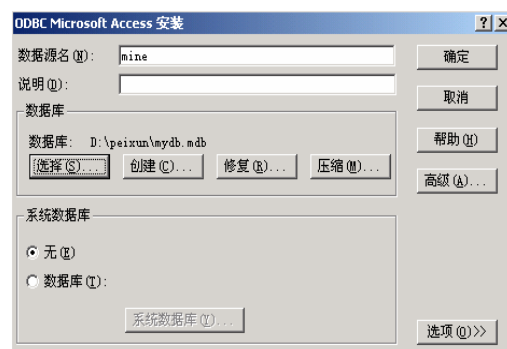 ODBC Microsoft Access 安装
数据源名(N): mine
确定
说明(D):
取消
数据库
数据库: D:\peixun\mydb.mdb
帮助(H)
选择(S)... 创建(C)... 修复(R)... 压缩(M)...
高级(A)...
系统数据库
无(E)
数据库(T):
系统数据库(Y)...
选项(O)>>